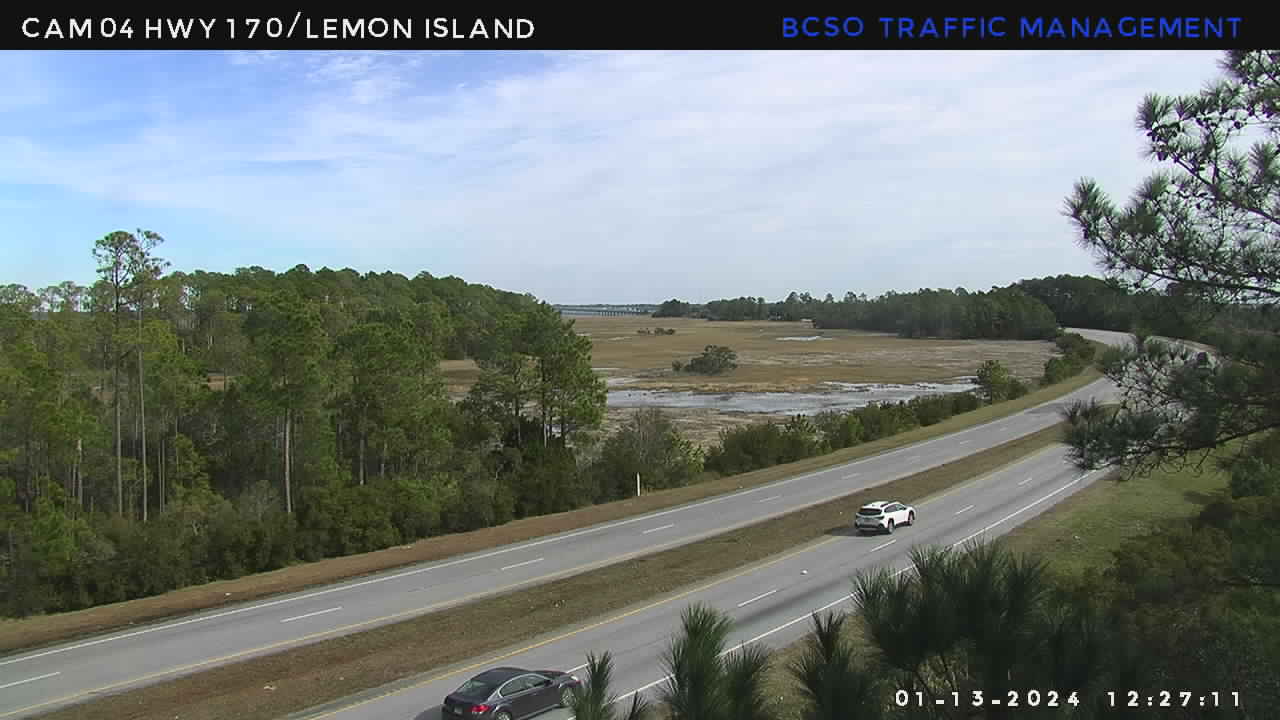 CAM04 HWY 170/LEMON ISLAND BCSO TRAFFIC MANAGEMENT
01-13-2024 12:27:11